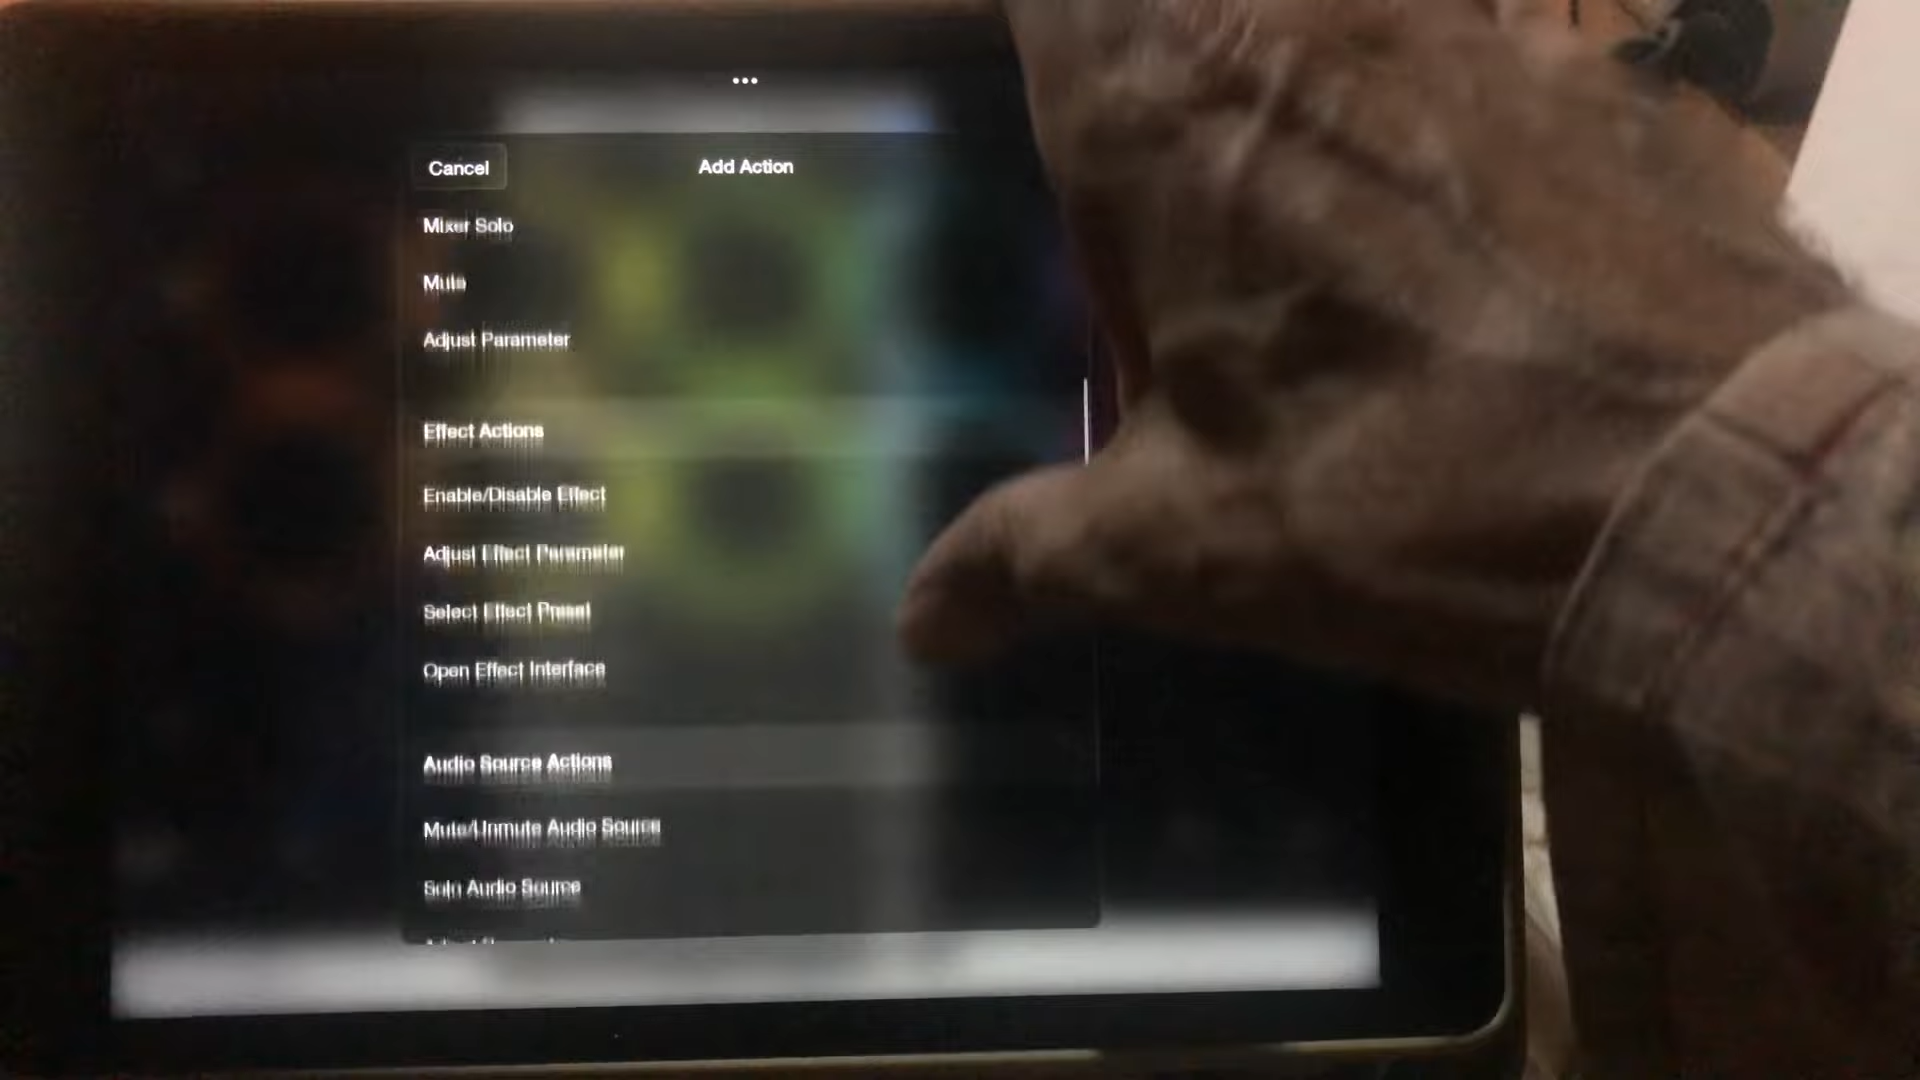 Cancel
Add Action
Mixer Solo
Mute
Adjust Parameter
Effect Actions
Enable/Disable Effect
Adjust Effect Parameter
Select Effect Preset
Open Effect Interface
Audio Source Actions
Mute/Unmute Audio Source
Solo Audio Source